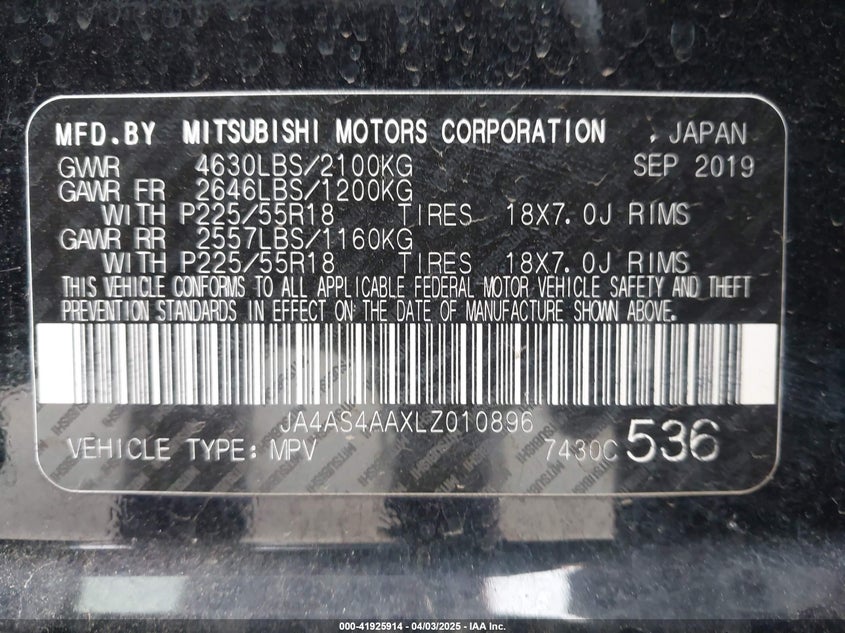 MFD.BY MITSUBISHI MOTORS CORPORATION , JAPAN
GVWR 4630LBS/2100KG SEP 2019
GAWR FR 2646LBS/1200KG
WITH P225/55R18 TIRES 18X7.0J RIMS
GAWR RR 2557LBS/1160KG
WITH P225/55R18 TIRES 18X7.0J RIMS
THIS VEHICLE CONFORMS TO ALL APPLICABLE FEDERAL MOTOR VEHICLE SAFETY AND THEFT
PREVENTION STANDARDS IN EFFECT ON THE DATE OF MANUFACTURE SHOWN ABOVE.
JA4AS4AAXLZ010896
VEHICLE TYPE: MPV 7430C 536
000-41925914 - 04/03/2025 - IAA Inc.